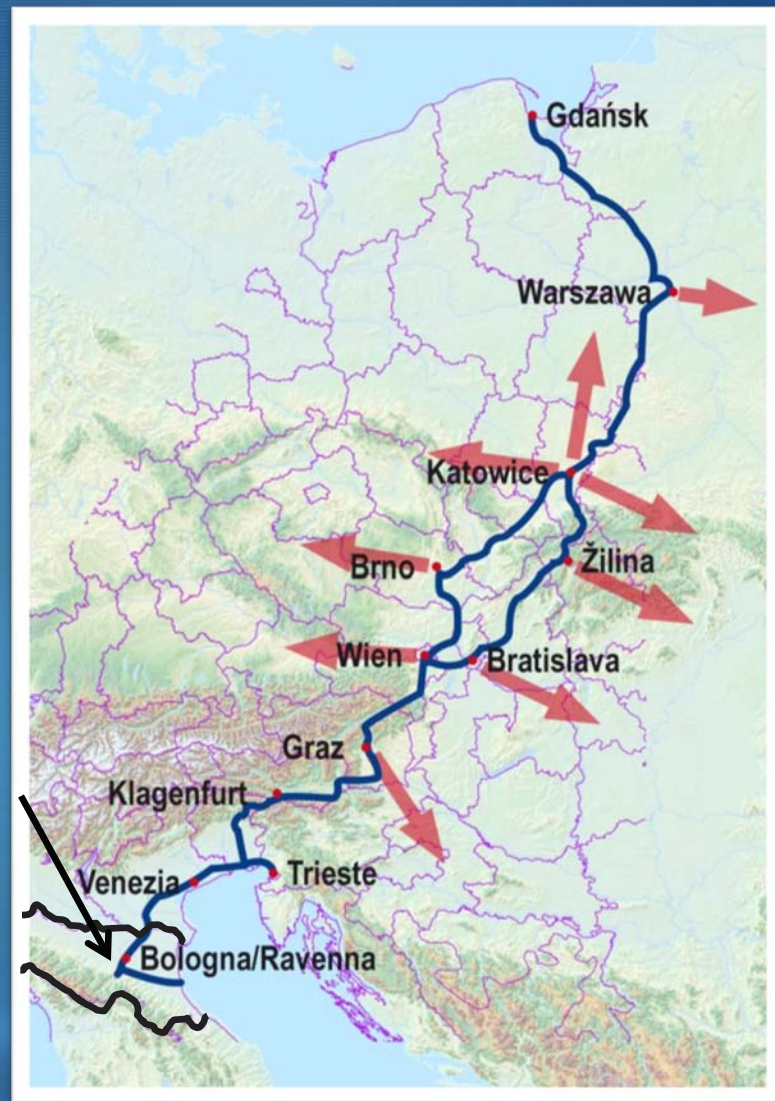 Gdańsk
Warszawa
Katowice
Brno
Žilina
Wien
Bratislava
Graz
Klagenfurt
Venezia
Trieste
Bologna/Ravenna